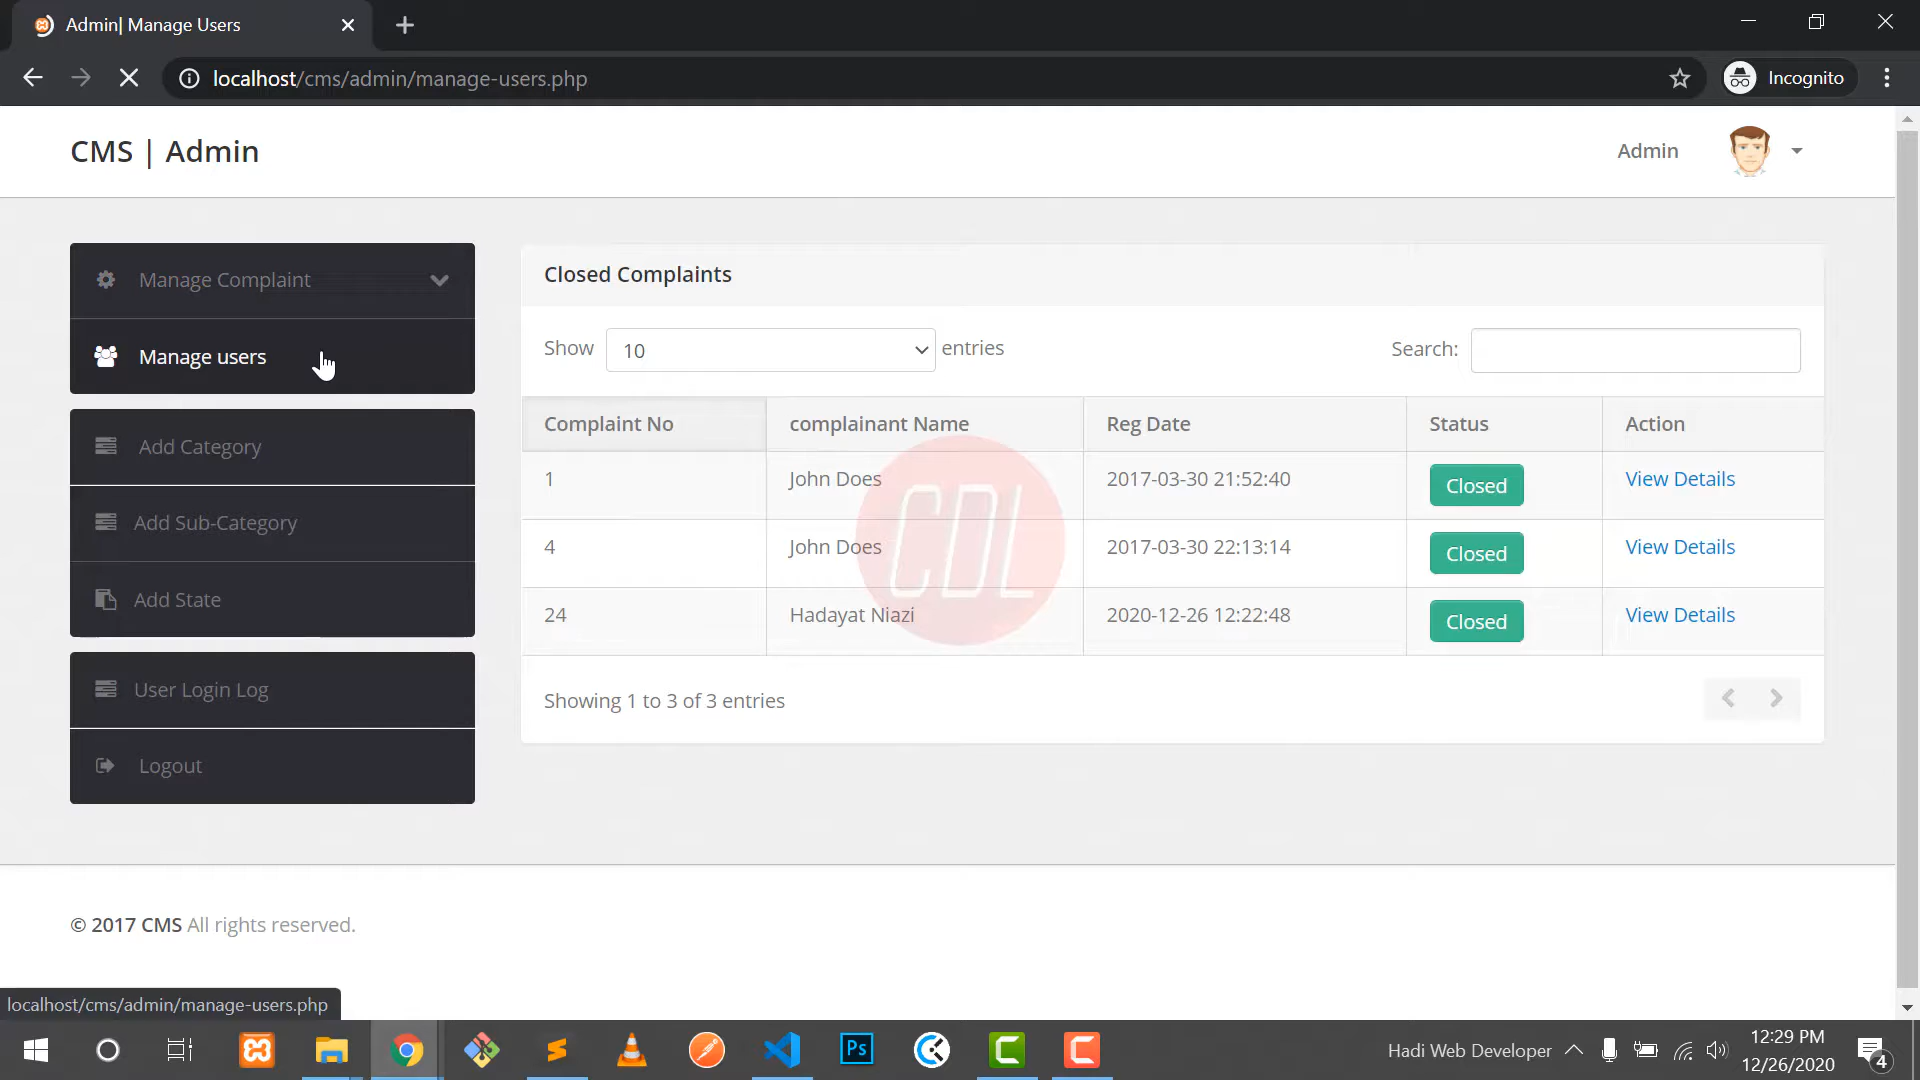 Admin| Manage Users
localhost/cms/admin/manage-users.php
Incognito
CMS | Admin
Admin
Manage Complaint
Manage users
Add Category
Add Sub-Category
Add State
User Login Log
Logout
Closed Complaints
Show 10 entries
Search:
Complaint No complainant Name Reg Date Status Action
1 John Does 2017-03-30 21:52:40 Closed View Details
4 John Does 2017-03-30 22:13:14 Closed View Details
24 Hadayat Niazi 2020-12-26 12:22:48 Closed View Details
CDL
Showing 1 to 3 of 3 entries
© 2017 CMS All rights reserved.
localhost/cms/admin/manage-users.php
Ps
Hadi Web Developer
12:29 PM
12/26/2020
4